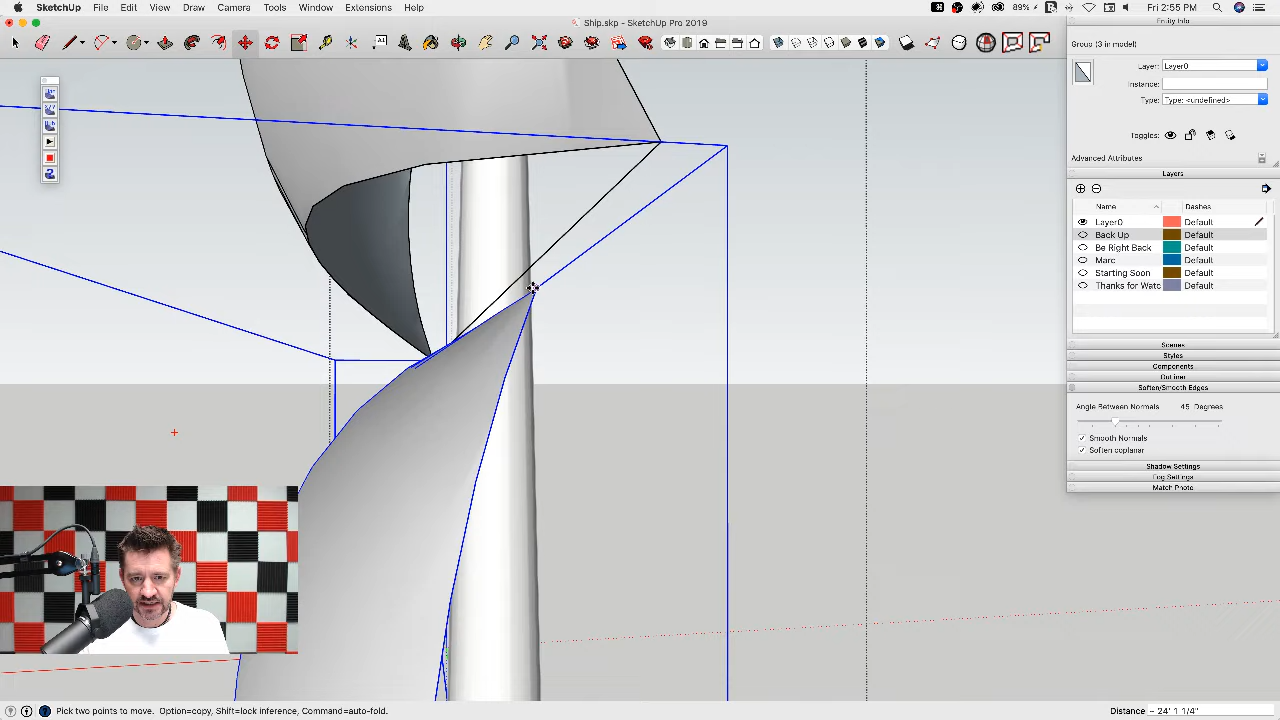 SketchUp File Edit View Draw Camera Tools Window Extensions Help
89% Fri 2:55 PM
Ship.skp - SketchUp Pro 2019
Entity Info
Group (3 in model)
Layer: Layer0
Instance:
Type: Type: <undefined>
Toggles:
Advanced Attributes
Layers
Name Dashes
Layer0 Default
Back Up Default
Be Right Back Default
Marc Default
Starting Soon Default
Thanks for Watc Default
Scenes
Styles
Components
Outliner
Soften/Smooth Edges
Angle Between Normals 45 Degrees
Smooth Normals
Soften coplanar
Shadow Settings
Fog Settings
Match Photo
Pick two points to move. Option=copy, Shift=lock inference, Command=auto-fold.
Distance ~ 24' 1 1/4"